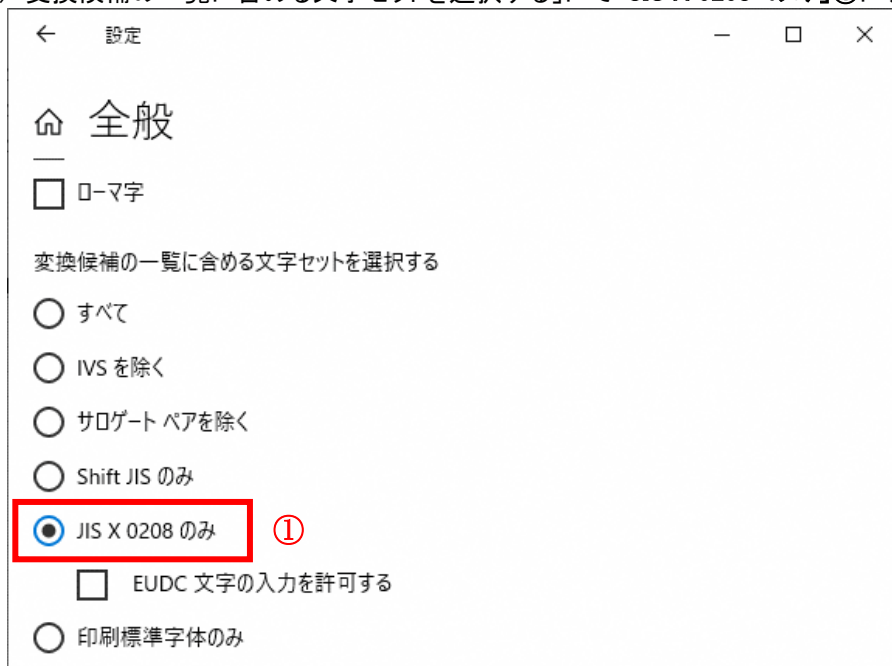 設定
全般
ローマ字
変換候補の一覧に含める文字セットを選択する
すべて
IVS を除く
サロゲート ペアを除く
Shift JIS のみ
JIS X 0208 のみ ①
EUDC 文字の入力を許可する
印刷標準字体のみ